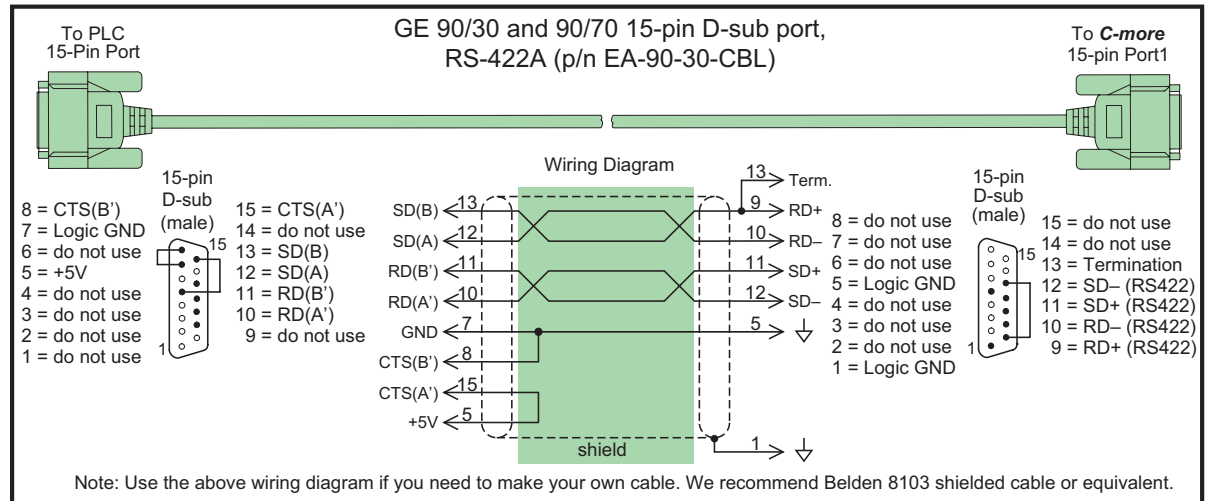 To PLC
15-Pin Port
GE 90/30 and 90/70 15-pin D-sub port,
RS-422A (p/n EA-90-30-CBL)
To C-more
15-pin Port1
15-pin
D-sub
(male)
8 = CTS(B')
7 = Logic GND
6 = do not use
5 = +5V
4 = do not use
3 = do not use
2 = do not use
1 = do not use
15
1
15 = CTS(A')
14 = do not use
13 = SD(B)
12 = SD(A)
11 = RD(B')
10 = RD(A')
9 = do not use
Wiring Diagram
13 Term.
SD(B) 13 9 RD+
SD(A) 12 10 RD–
RD(B') 11 11 SD+
RD(A') 10 12 SD–
GND 7 5
CTS(B') 8
CTS(A') 15
+5V 5
shield 1
8 = do not use
7 = do not use
6 = do not use
5 = Logic GND
4 = do not use
3 = do not use
2 = do not use
1 = Logic GND
15-pin
D-sub
(male)
15
1
15 = do not use
14 = do not use
13 = Termination
12 = SD– (RS422)
11 = SD+ (RS422)
10 = RD– (RS422)
9 = RD+ (RS422)
Note: Use the above wiring diagram if you need to make your own cable. We recommend Belden 8103 shielded cable or equivalent.